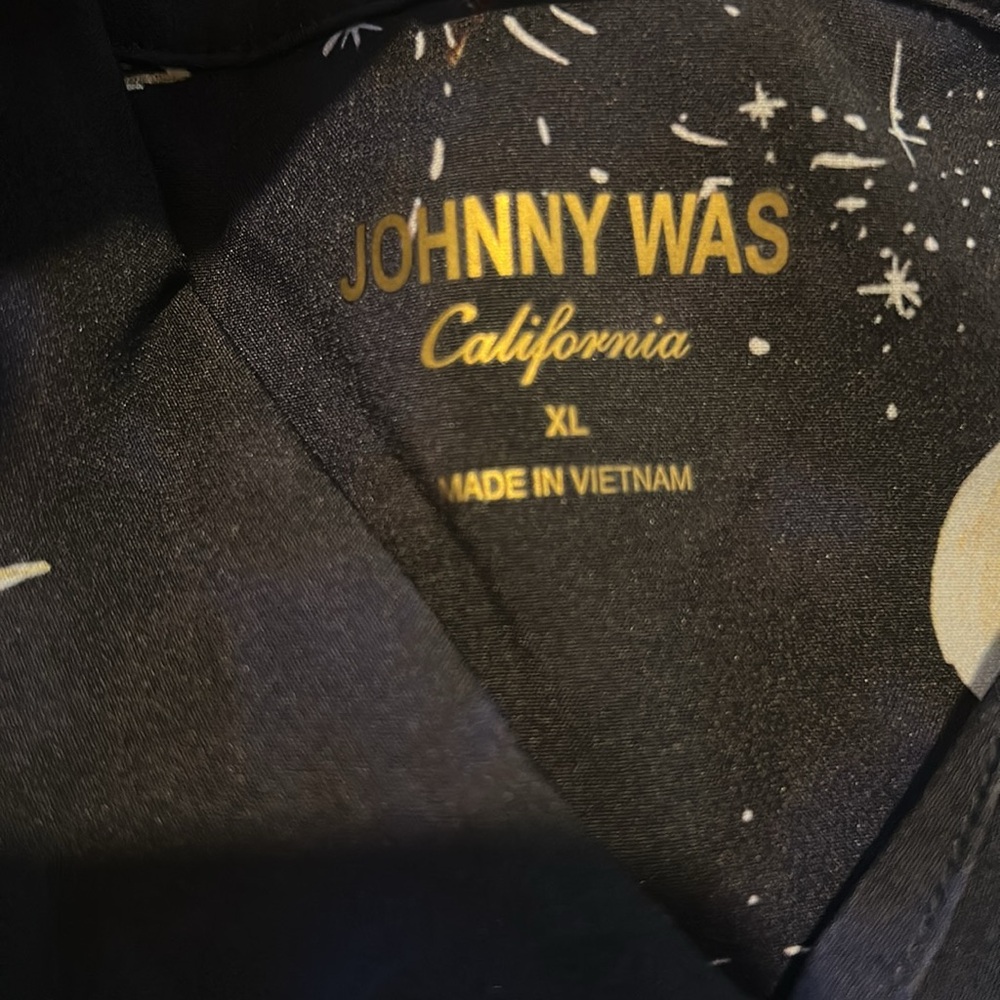 JOHNNY WAS
California
XL
MADE IN VIETNAM